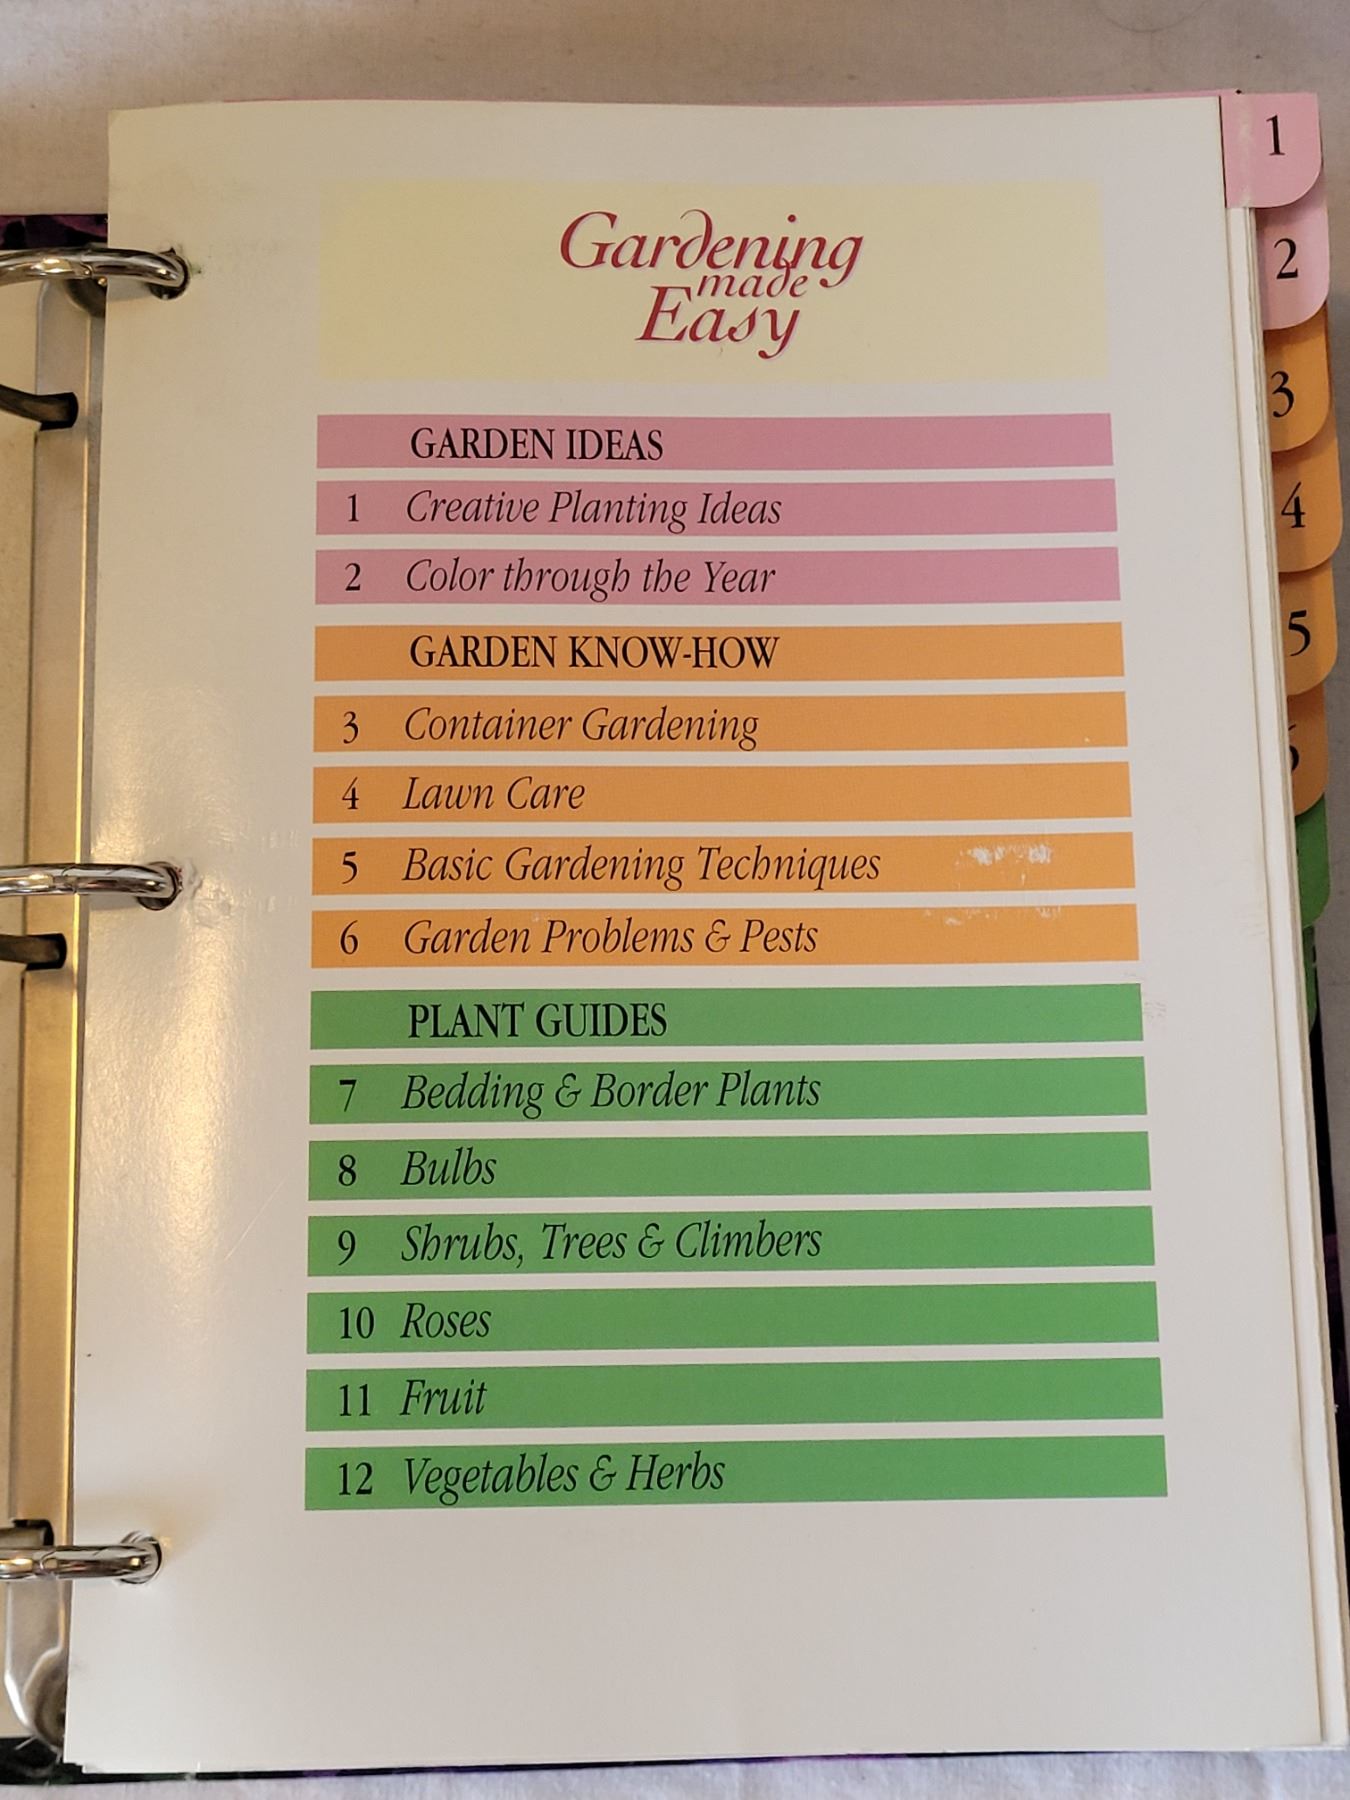 Gardening
made
Easy
GARDEN IDEAS
1 Creative Planting Ideas
2 Color through the Year
GARDEN KNOW-HOW
3 Container Gardening
4 Lawn Care
5 Basic Gardening Techniques
6 Garden Problems & Pests
PLANT GUIDES
7 Bedding & Border Plants
8 Bulbs
9 Shrubs, Trees & Climbers
10 Roses
11 Fruit
12 Vegetables & Herbs
1
2
3
4
5
6